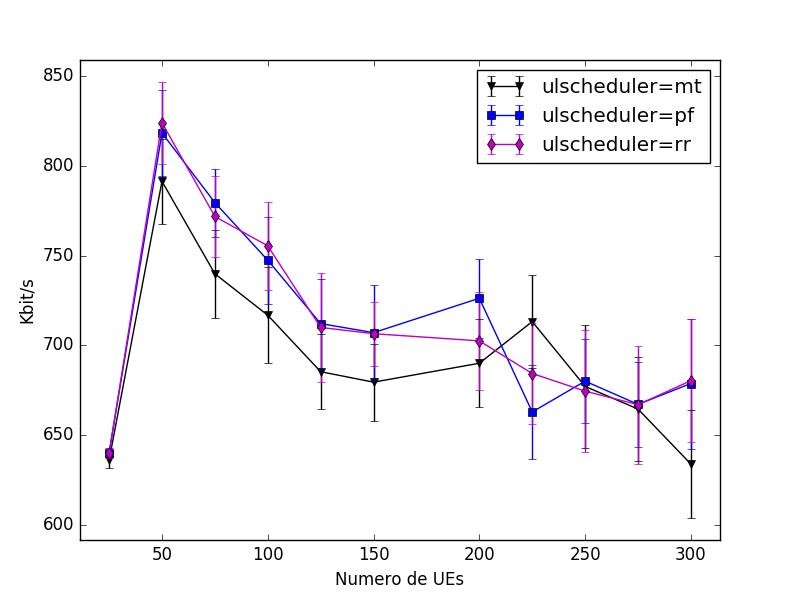 850
800
750
700
650
600
Kbit/s
ulscheduler=mt
ulscheduler=pf
ulscheduler=rr
50 100 150 200 250 300
Numero de UEs